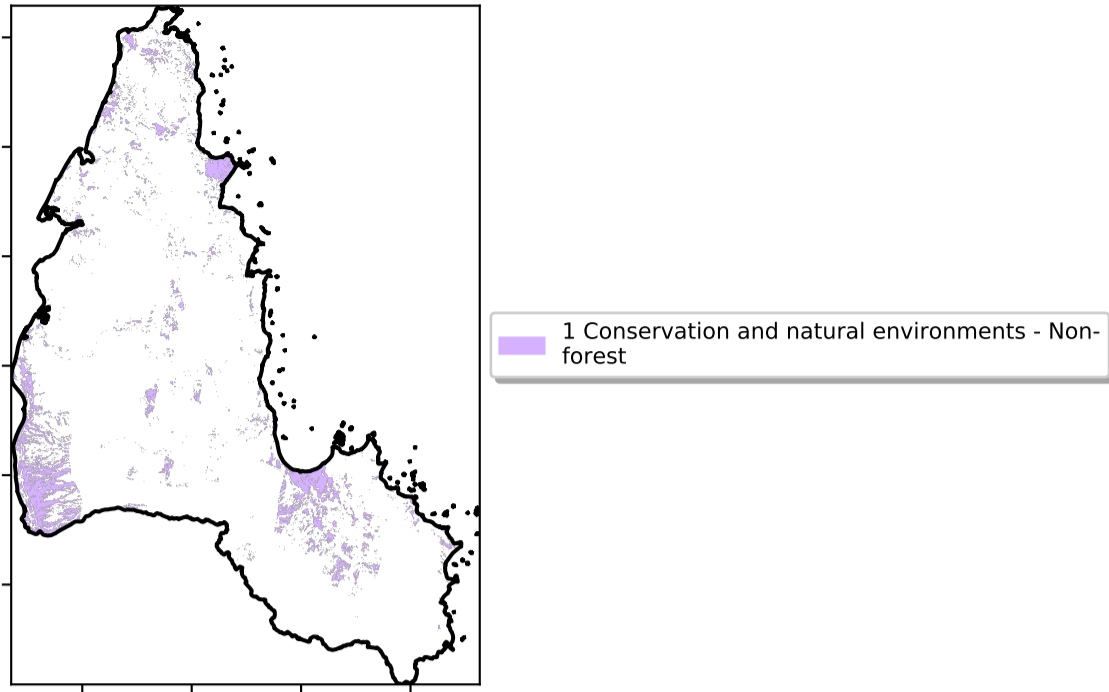 1 Conservation and natural environments - Non-
forest